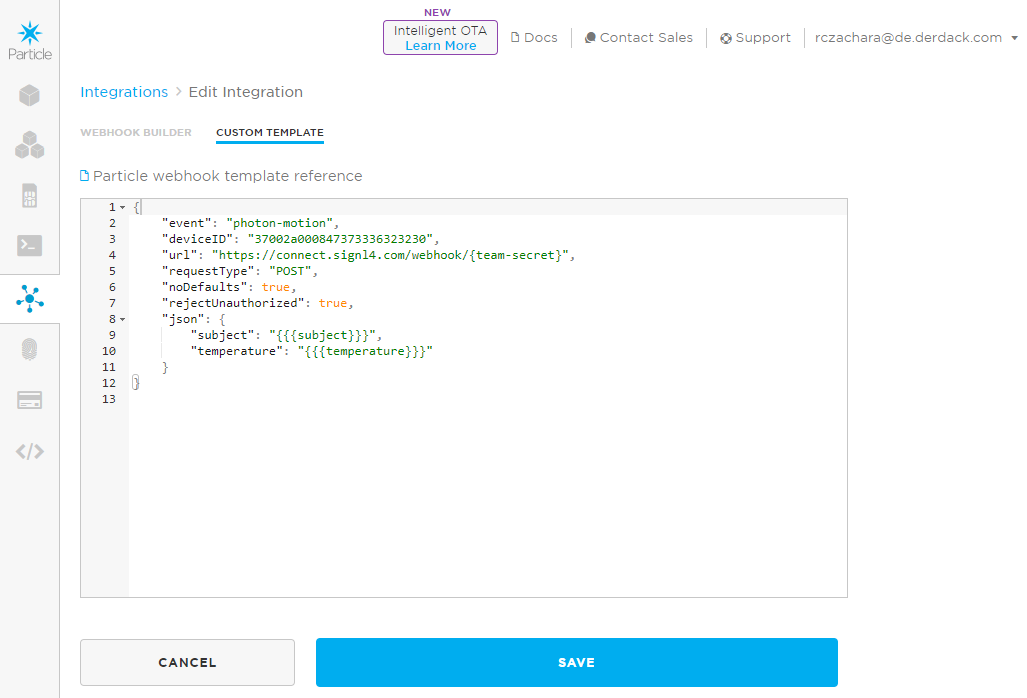 NEW
Intelligent OTA
Learn More
Docs
Contact Sales
Support
rczachara@de.derdack.com
Particle
Integrations > Edit Integration
WEBHOOK BUILDER
CUSTOM TEMPLATE
Particle webhook template reference
1 {
2 "event": "photon-motion",
3 "deviceID": "37002a000847373336323230",
4 "url": "https://connect.signl4.com/webhook/{team-secret}",
5 "requestType": "POST",
6 "noDefaults": true,
7 "rejectUnauthorized": true,
8 "json": {
9 "subject": "{{{subject}}}",
10 "temperature": "{{{temperature}}}"
11 }
12 }
13
CANCEL
SAVE